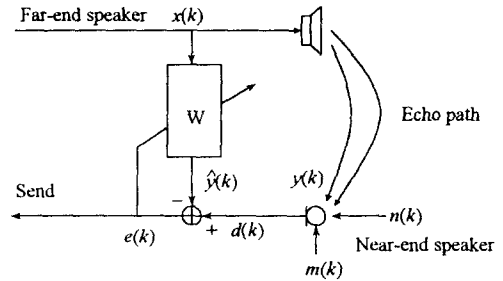 Far-end speaker x(k)
W
Echo path
Send
ŷ(k)
y(k)
−
+
d(k)
e(k)
n(k)
Near-end speaker
m(k)